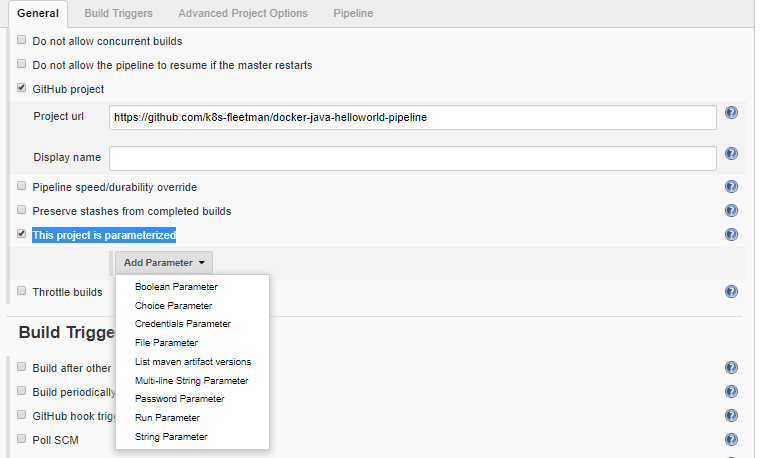 General Build Triggers Advanced Project Options Pipeline
Do not allow concurrent builds
Do not allow the pipeline to resume if the master restarts
GitHub project
Project url https://github.com/k8s-fleetman/docker-java-helloworld-pipeline
Display name
Pipeline speed/durability override
Preserve stashes from completed builds
This project is parameterized
Add Parameter
Boolean Parameter
Choice Parameter
Credentials Parameter
File Parameter
List maven artifact versions
Multi-line String Parameter
Password Parameter
Run Parameter
String Parameter
Throttle builds
Build Trigge
Build after other
Build periodically
GitHub hook trig
Poll SCM